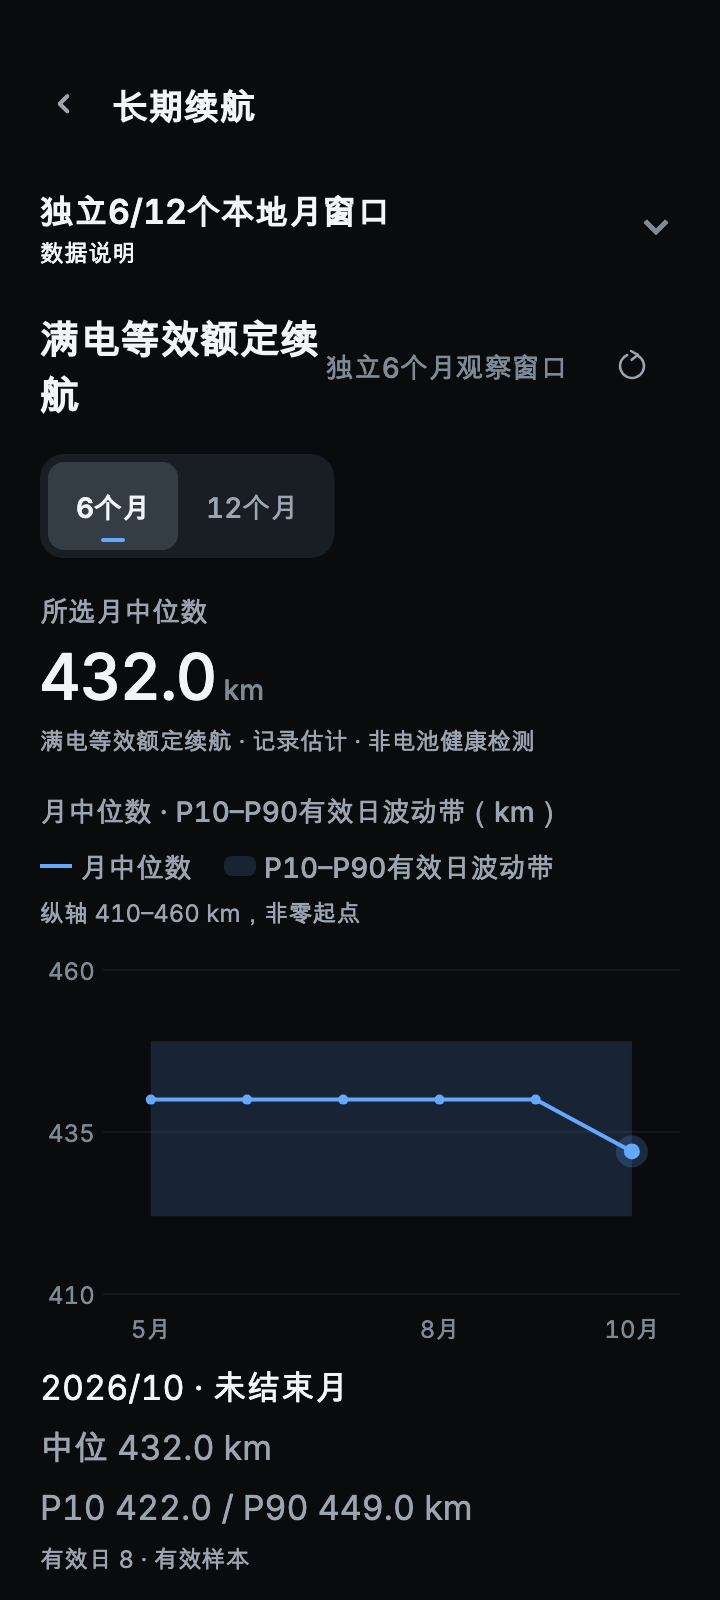 长期续航
独立6/12个本地月窗口
数据说明
满电等效额定续
航
独立6个月观察窗口
6个月
12个月
所选月中位数
432.0 km
满电等效额定续航 · 记录估计 · 非电池健康检测
月中位数 · P10–P90有效日波动带（km）
月中位数
P10–P90有效日波动带
纵轴 410–460 km，非零起点
460
435
410
5月
8月
10月
2026/10 · 未结束月
中位 432.0 km
P10 422.0 / P90 449.0 km
有效日 8 · 有效样本